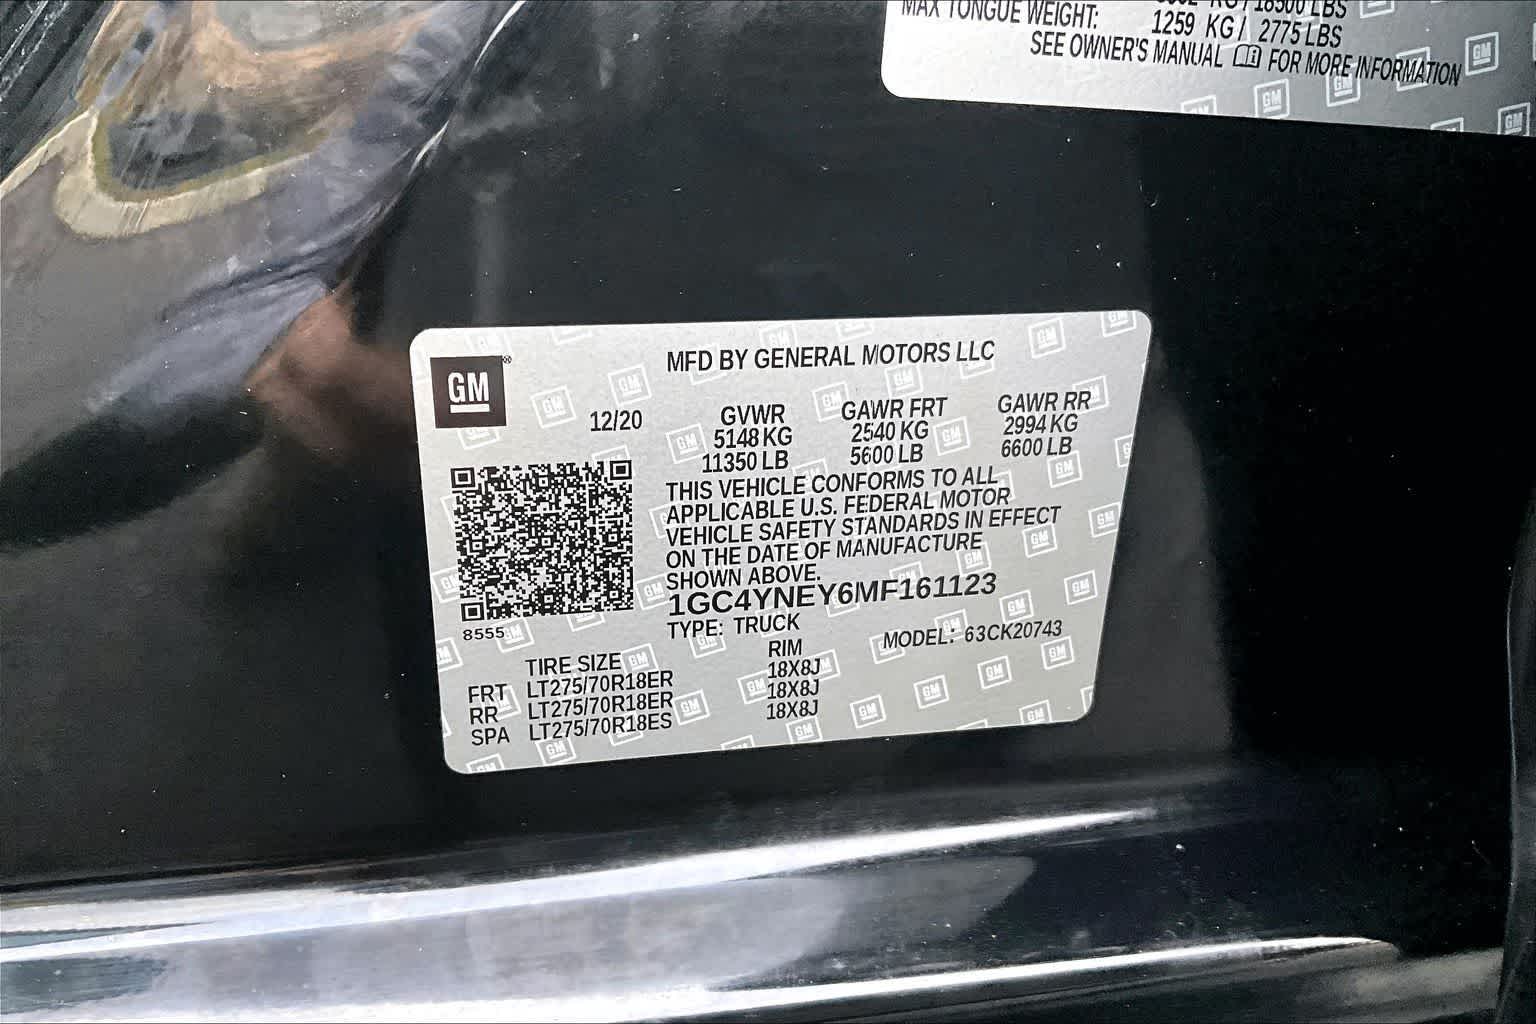 KG / 18500 LBS
MAX TONGUE WEIGHT: 1259 KG / 2775 LBS
SEE OWNER'S MANUAL FOR MORE INFORMATION
GM®
MFD BY GENERAL MOTORS LLC
12/20 GVWR GAWR FRT GAWR RR
5148 KG 2540 KG 2994 KG
11350 LB 5600 LB 6600 LB
THIS VEHICLE CONFORMS TO ALL
APPLICABLE U.S. FEDERAL MOTOR
VEHICLE SAFETY STANDARDS IN EFFECT
ON THE DATE OF MANUFACTURE
SHOWN ABOVE.
1GC4YNEY6MF161123
8555
TYPE: TRUCK MODEL: 63CK20743
TIRE SIZE RIM
FRT LT275/70R18ER 18X8J
RR LT275/70R18ER 18X8J
SPA LT275/70R18ES 18X8J